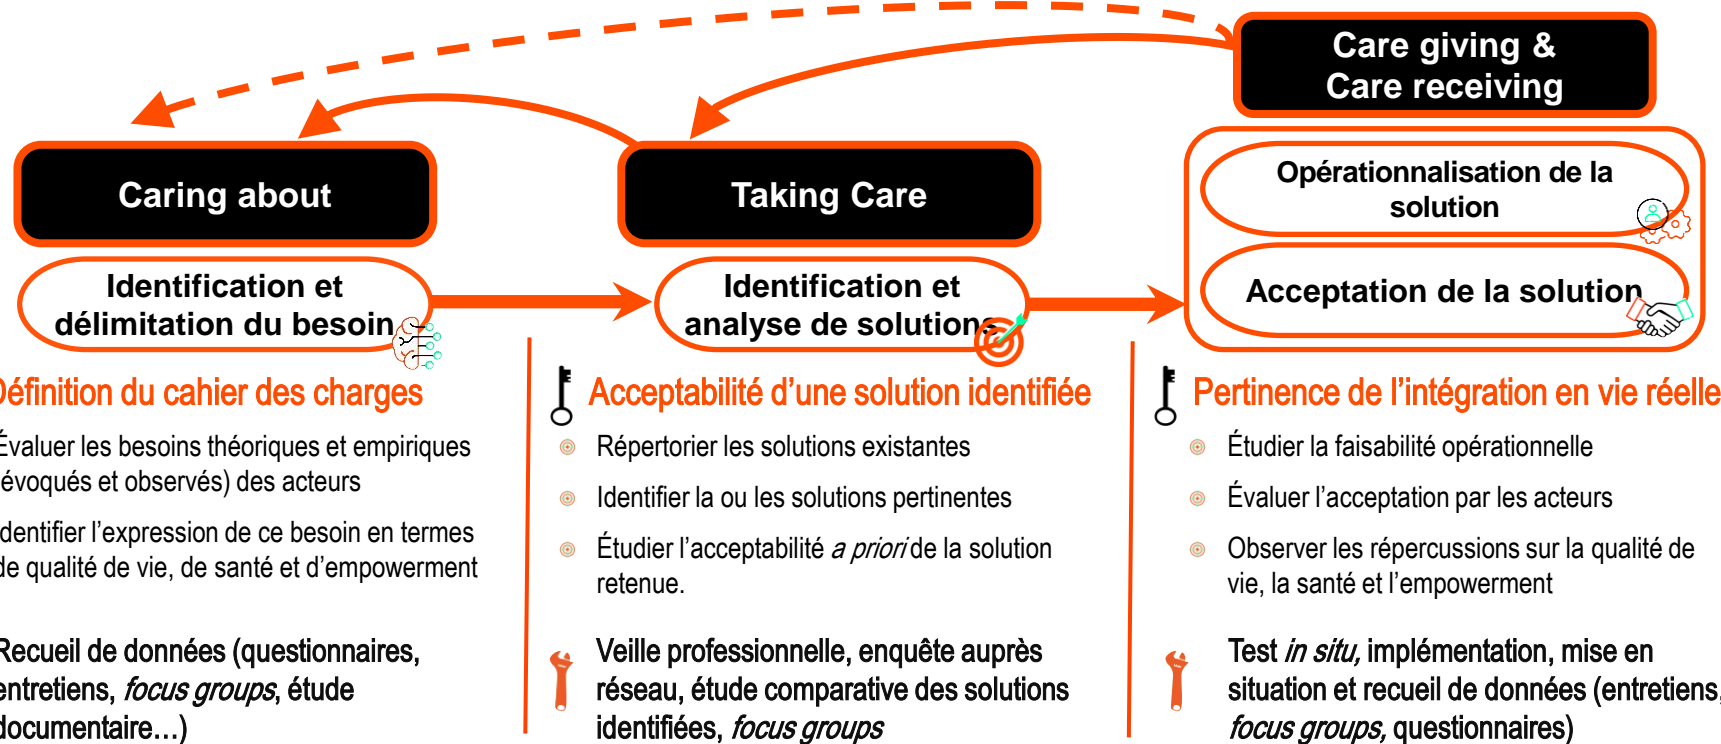 Care giving &
Care receiving
Caring about
Taking Care
Opérationnalisation de la
solution
Identification et
délimitation du besoin
Identification et
analyse de solutions
Acceptation de la solution
Définition du cahier des charges
Évaluer les besoins théoriques et empiriques
évoqués et observés) des acteurs
Identifier l'expression de ce besoin en termes
de qualité de vie, de santé et d'empowerment
Recueil de données (questionnaires,
entretiens, focus groups, étude
documentaire…)
Acceptabilité d'une solution identifiée
Répertorier les solutions existantes
Identifier la ou les solutions pertinentes
Étudier l'acceptabilité a priori de la solution
retenue.
Veille professionnelle, enquête auprès
réseau, étude comparative des solutions
identifiées, focus groups
Pertinence de l'intégration en vie réelle
Étudier la faisabilité opérationnelle
Évaluer l'acceptation par les acteurs
Observer les répercussions sur la qualité de
vie, la santé et l'empowerment
Test in situ, implémentation, mise en
situation et recueil de données (entretiens,
focus groups, questionnaires)